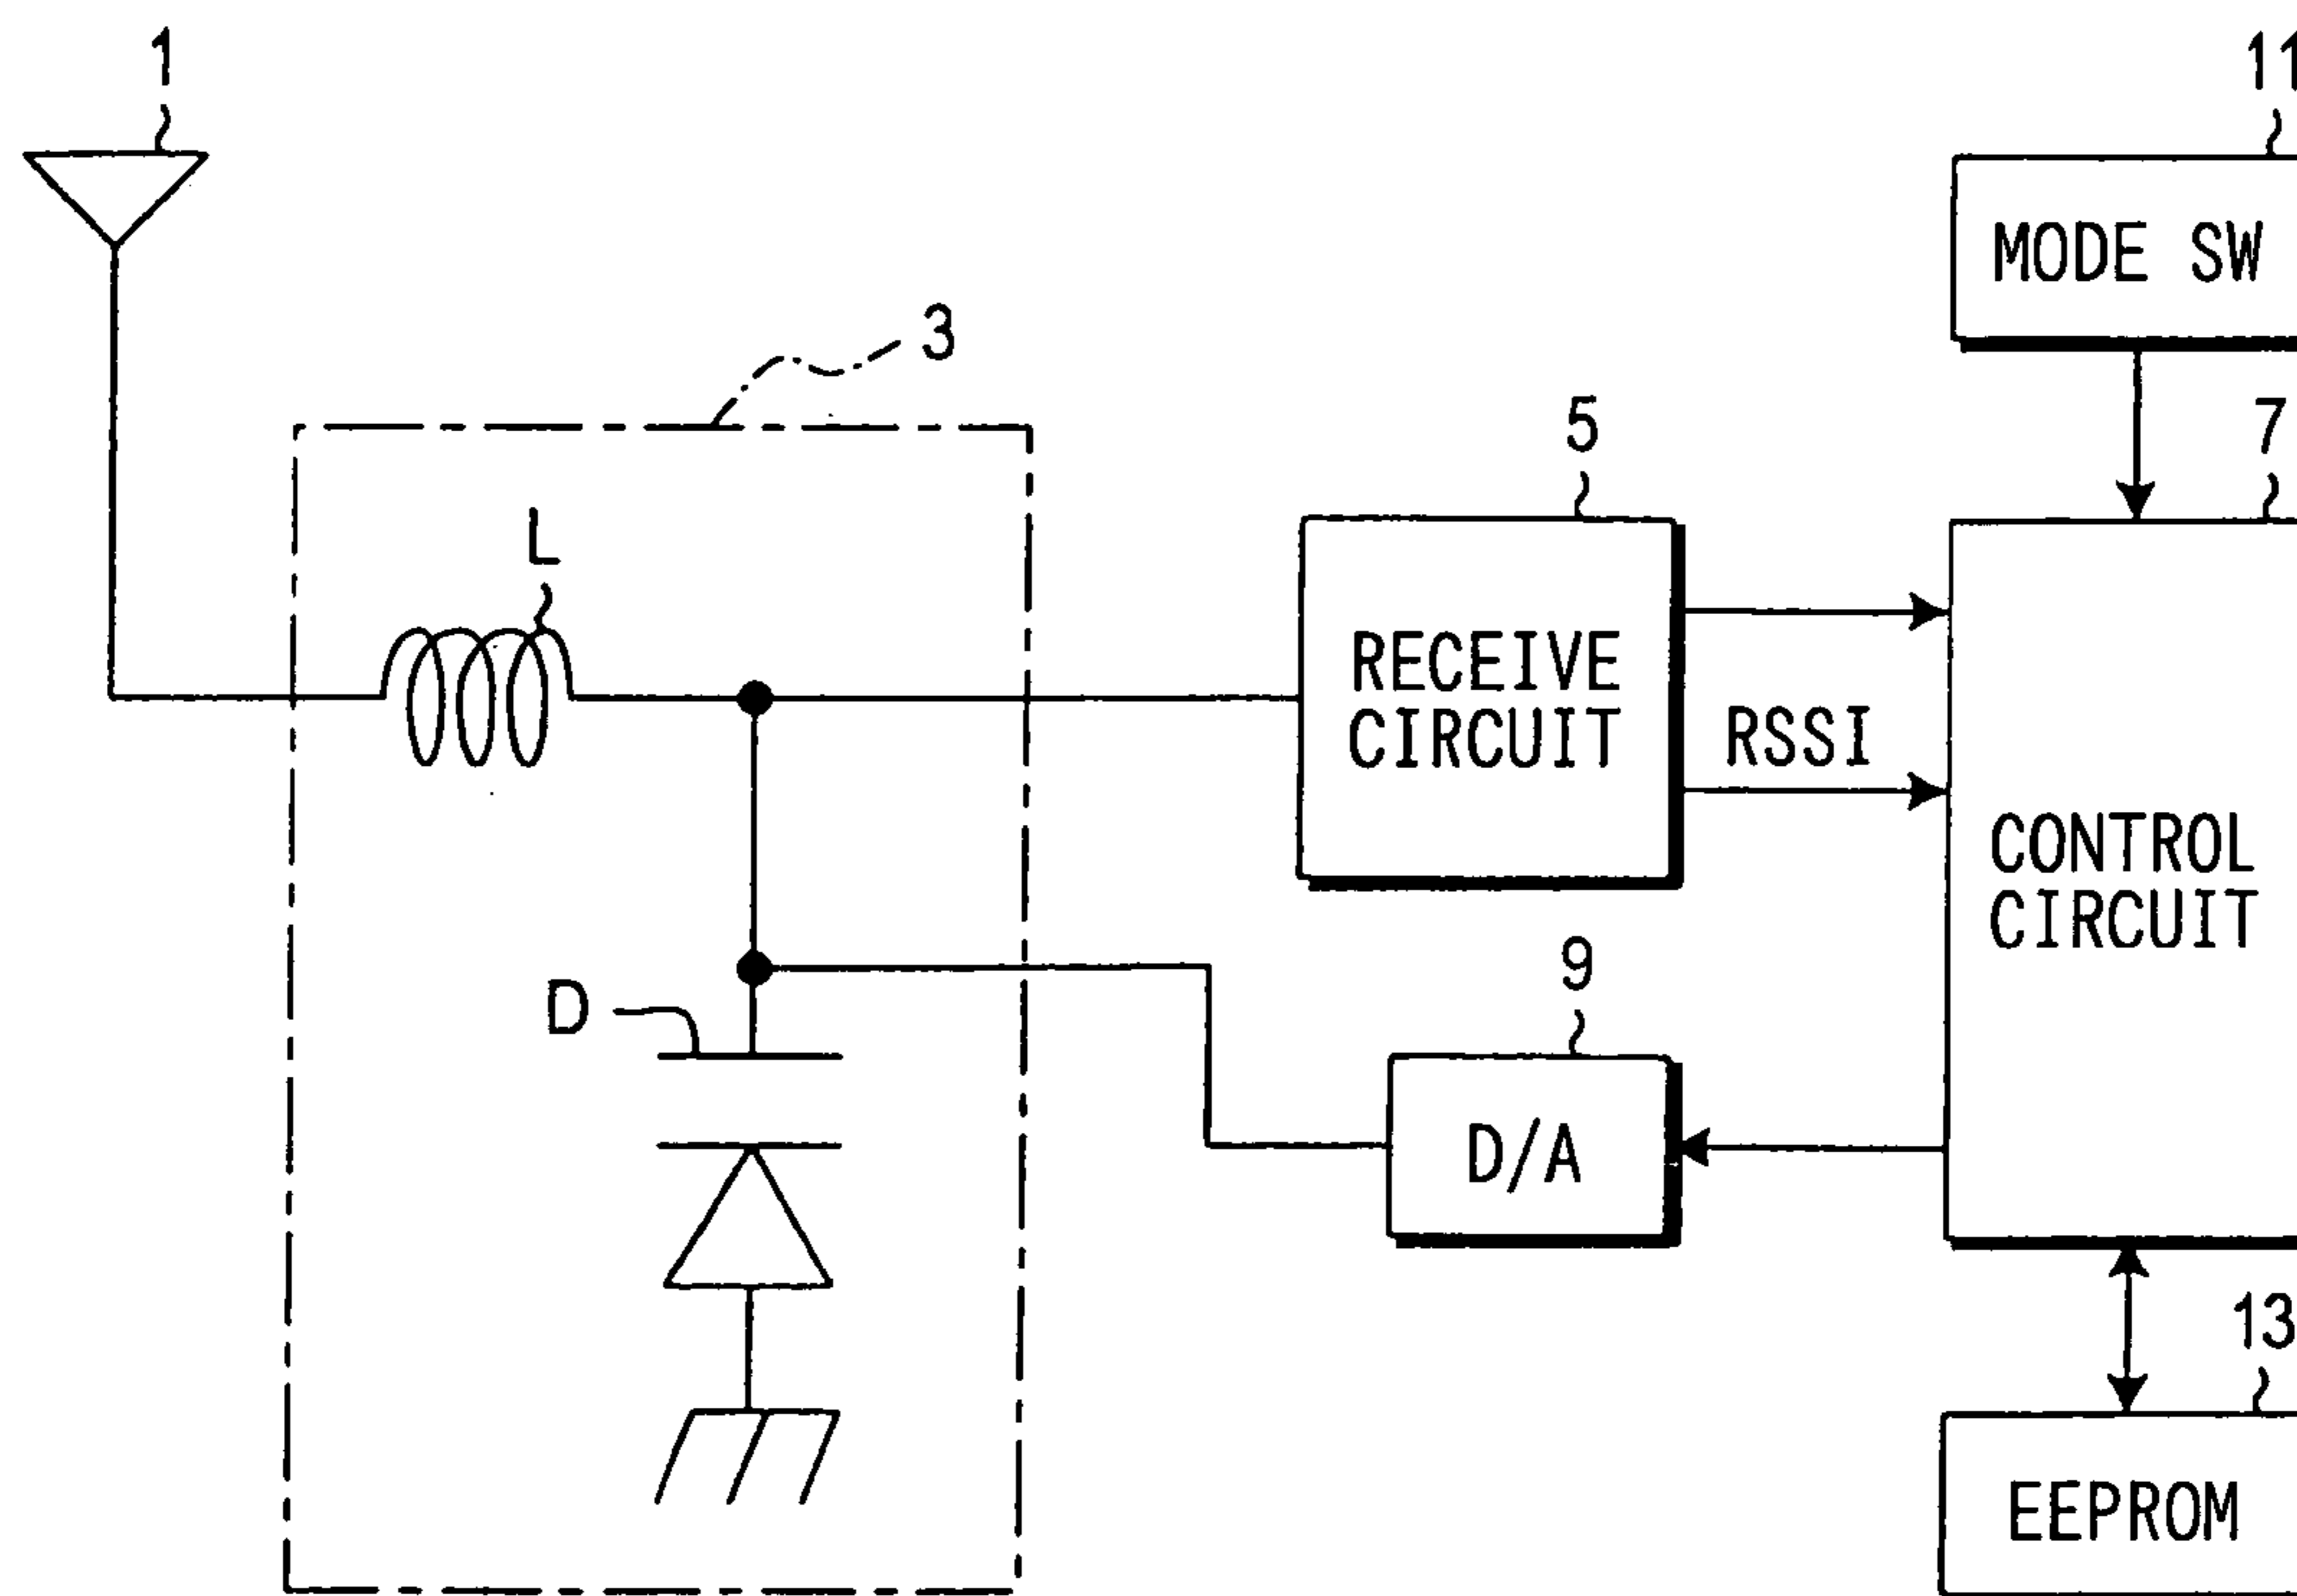 1
11
MODE SW
3
5
7
L
RECEIVE
CIRCUIT
RSSI
CONTROL
CIRCUIT
9
D
D/A
13
EEPROM